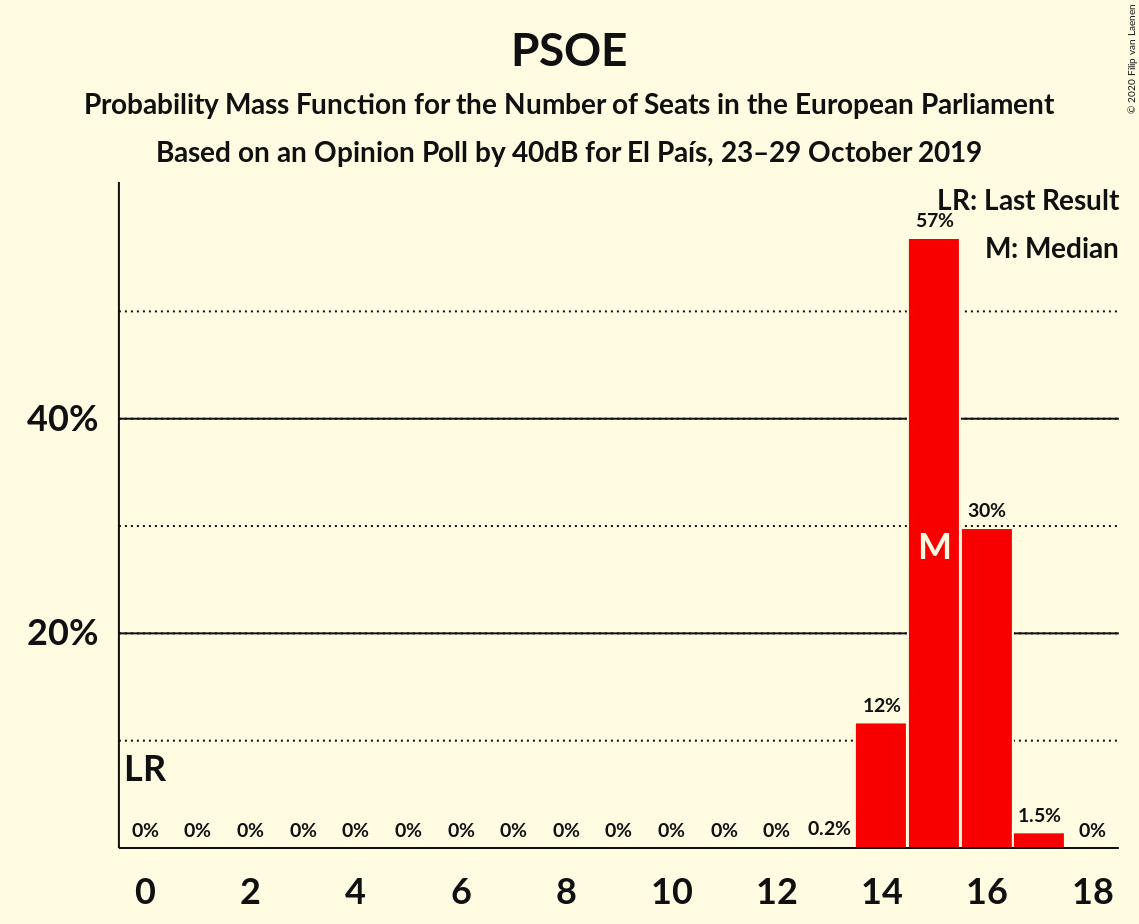 PSOE
Probability Mass Function for the Number of Seats in the European Parliament
Based on an Opinion Poll by 40dB for El País, 23–29 October 2019
© 2020 Filip van Laenen
LR: Last Result
M: Median
57%
40%
30%
M
20%
12%
LR
0% 0% 0% 0% 0% 0% 0% 0% 0% 0% 0% 0% 0% 0.2% 1.5% 0%
0 2 4 6 8 10 12 14 16 18